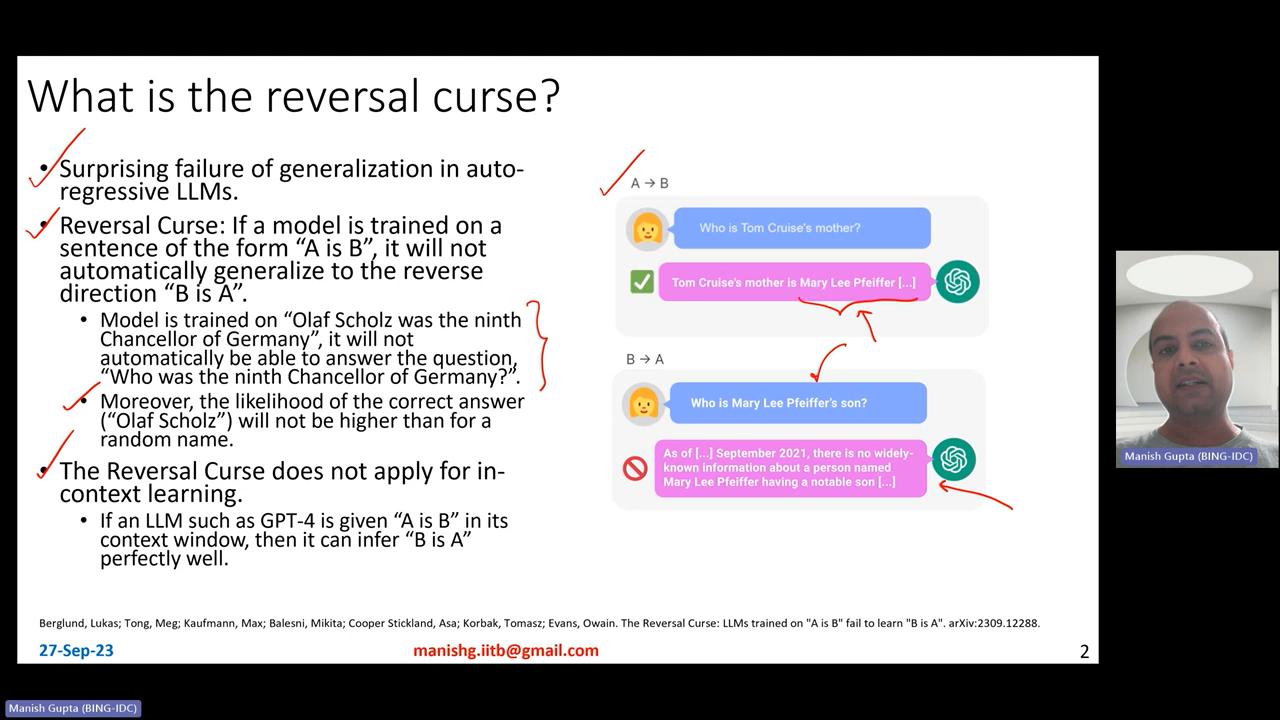 What is the reversal curse?
• Surprising failure of generalization in auto-
regressive LLMs.
• Reversal Curse: If a model is trained on a
sentence of the form “A is B”, it will not
automatically generalize to the reverse
direction “B is A”.
• Model is trained on “Olaf Scholz was the ninth
Chancellor of Germany”, it will not
automatically be able to answer the question,
“Who was the ninth Chancellor of Germany?”.
• Moreover, the likelihood of the correct answer
(“Olaf Scholz”) will not be higher than for a
random name.
• The Reversal Curse does not apply for in-
context learning.
• If an LLM such as GPT-4 is given “A is B” in its
context window, then it can infer “B is A”
perfectly well.
A → B
Who is Tom Cruise's mother?
Tom Cruise's mother is Mary Lee Pfeiffer [...]
B → A
Who is Mary Lee Pfeiffer's son?
As of [...] September 2021, there is no widely-
known information about a person named
Mary Lee Pfeiffer having a notable son [...]
Berglund, Lukas; Tong, Meg; Kaufmann, Max; Balesni, Mikita; Cooper Stickland, Asa; Korbak, Tomasz; Evans, Owain. The Reversal Curse: LLMs trained on "A is B" fail to learn "B is A". arXiv:2309.12288.
27-Sep-23
manishg.iitb@gmail.com
2
Manish Gupta (BING-IDC)
Manish Gupta (BING-IDC)